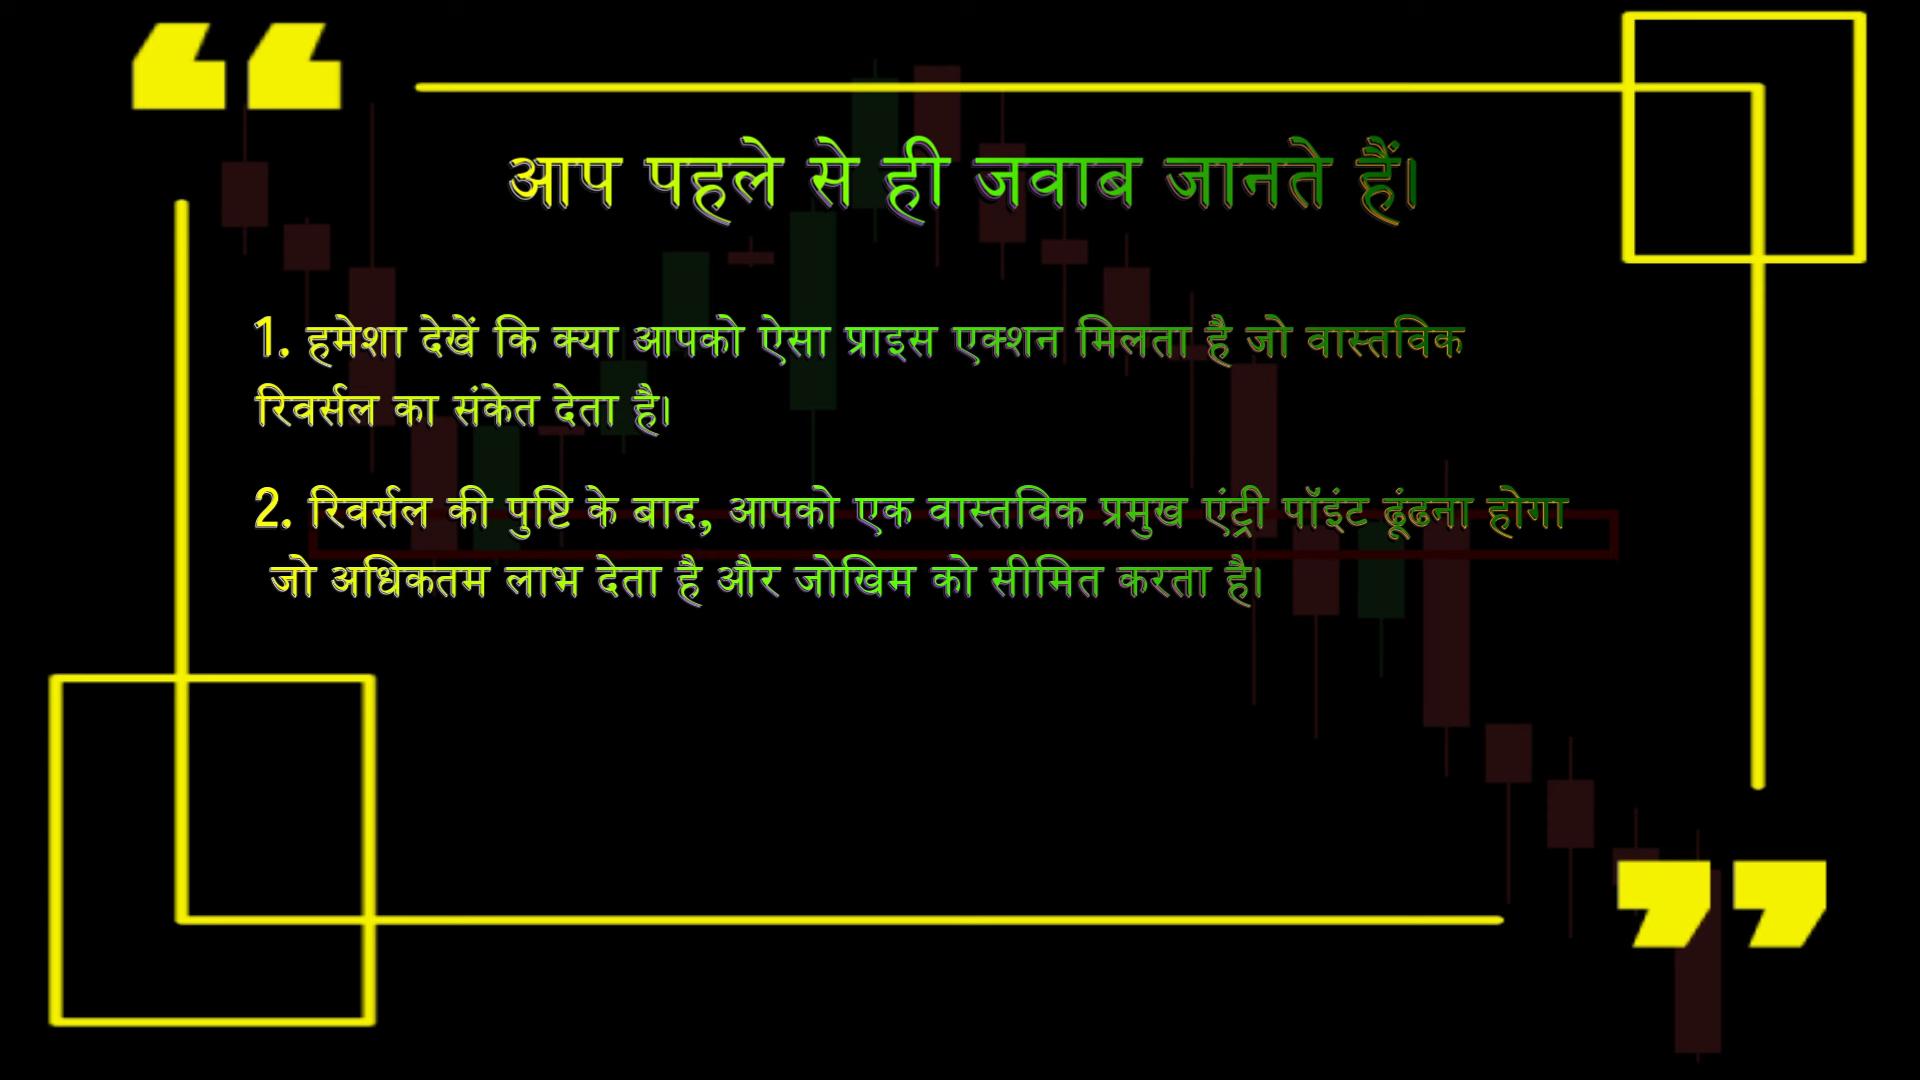 आप पहले से ही जवाब जानते हैं।
1. हमेशा देखें कि क्या आपको ऐसा प्राइस एक्शन मिलता है जो वास्तविक
रिवर्सल का संकेत देता है।
2. रिवर्सल की पुष्टि के बाद, आपको एक वास्तविक प्रमुख एंट्री पॉइंट ढूंढना होगा
जो अधिकतम लाभ देता है और जोखिम को सीमित करता है।